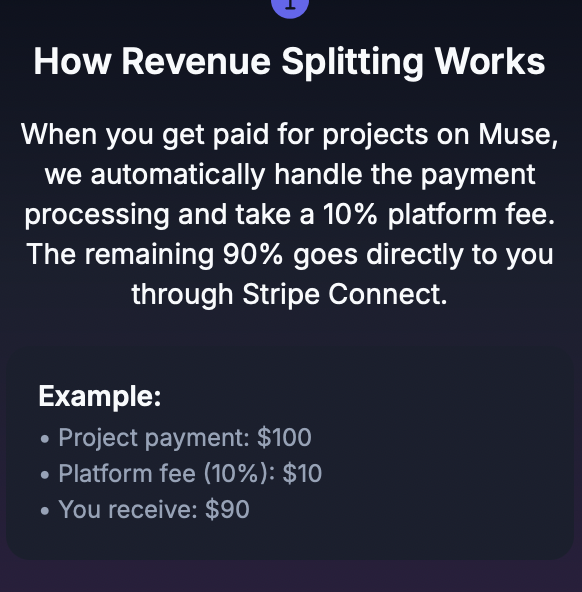 1
How Revenue Splitting Works
When you get paid for projects on Muse,
we automatically handle the payment
processing and take a 10% platform fee.
The remaining 90% goes directly to you
through Stripe Connect.
Example:
• Project payment: $100
• Platform fee (10%): $10
• You receive: $90